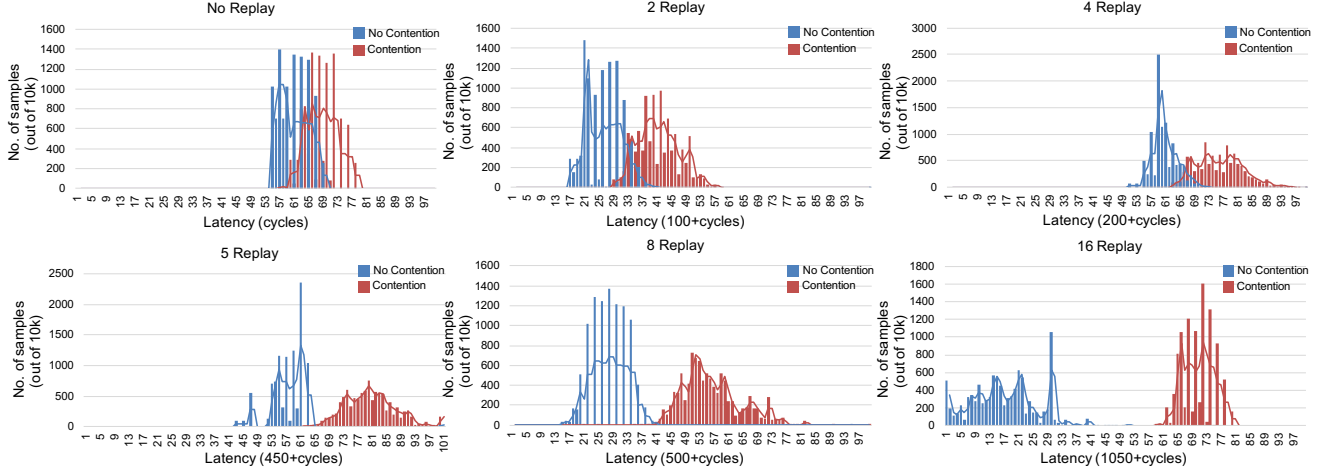 No Replay
No. of samples
(out of 10k)
1600
1400
1200
1000
800
600
400
200
0
No Contention
Contention
1 5 9 13 17 21 25 29 33 37 41 45 49 53 57 61 65 69 73 77 81 85 89 93 97
Latency (cycles)
2 Replay
No. of samples
(out of 10k)
1600
1400
1200
1000
800
600
400
200
0
No Contention
Contention
1 5 9 13 17 21 25 29 33 37 41 45 49 53 57 61 65 69 73 77 81 85 89 93 97
Latency (100+cycles)
4 Replay
No. of samples
(out of 10k)
3000
2500
2000
1500
1000
500
0
No Contention
Contention
1 5 9 13 17 21 25 29 33 37 41 45 49 53 57 61 65 69 73 77 81 85 89 93 97
Latency (200+cycles)
5 Replay
No. of samples
(out of 10k)
2500
2000
1500
1000
500
0
No Contention
Contention
1 5 9 13 17 21 25 29 33 37 41 45 49 53 57 61 65 69 73 77 81 85 89 93 97 101
Latency (450+cycles)
8 Replay
No. of samples
(out of 10k)
1600
1400
1200
1000
800
600
400
200
0
No Contention
Contention
1 5 9 13 17 21 25 29 33 37 41 45 49 53 57 61 65 69 73 77 81 85 89 93 97
Latency (500+cycles)
16 Replay
No. of samples
(out of 10k)
1800
1600
1400
1200
1000
800
600
400
200
0
No Contention
Contention
1 5 9 13 17 21 25 29 33 37 41 45 49 53 57 61 65 69 73 77 81 85 89 93 97
Latency (1050+cycles)